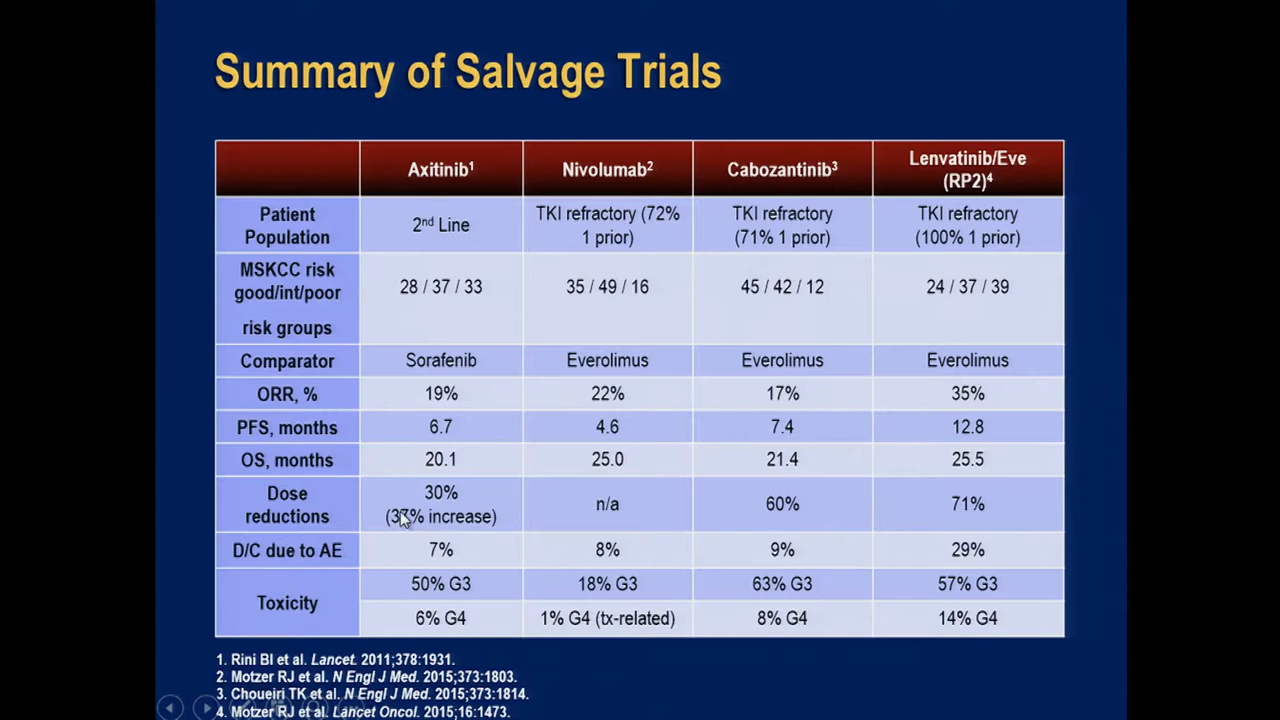 Summary of Salvage Trials
Axitinib1
Nivolumab2
Cabozantinib3
Lenvatinib/Eve
(RP2)4
Patient
Population
2nd Line
TKI refractory (72%
1 prior)
TKI refractory
(71% 1 prior)
TKI refractory
(100% 1 prior)
MSKCC risk
good/int/poor
risk groups
28 / 37 / 33
35 / 49 / 16
45 / 42 / 12
24 / 37 / 39
Comparator
Sorafenib
Everolimus
Everolimus
Everolimus
ORR, %
19%
22%
17%
35%
PFS, months
6.7
4.6
7.4
12.8
OS, months
20.1
25.0
21.4
25.5
Dose
reductions
30%
(37% increase)
n/a
60%
71%
D/C due to AE
7%
8%
9%
29%
Toxicity
50% G3
18% G3
63% G3
57% G3
6% G4
1% G4 (tx-related)
8% G4
14% G4
1. Rini BI et al. Lancet. 2011;378:1931.
2. Motzer RJ et al. N Engl J Med. 2015;373:1803.
3. Choueiri TK et al. N Engl J Med. 2015;373:1814.
4. Motzer RJ et al. Lancet Oncol. 2015;16:1473.